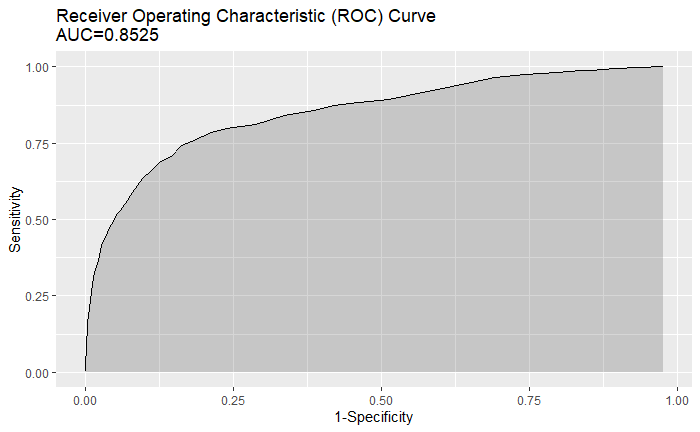 Receiver Operating Characteristic (ROC) Curve
AUC=0.8525
1.00
0.75
0.50
0.25
0.00
Sensitivity
0.00 0.25 0.50 0.75 1.00
1-Specificity